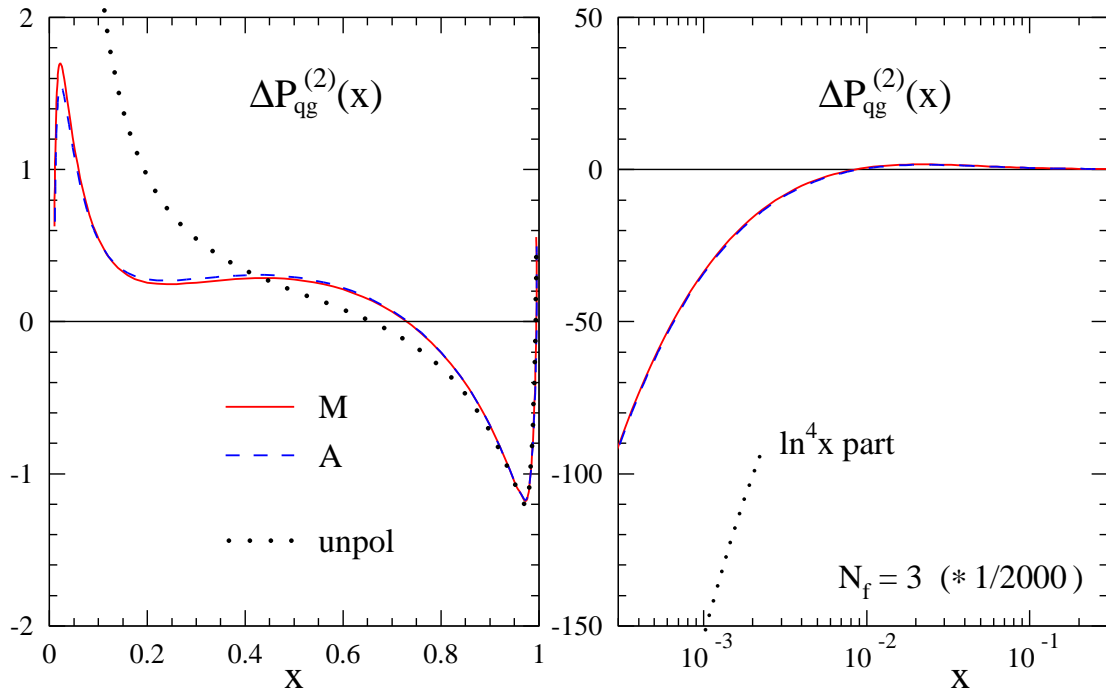 2
1
0
-1
-2
0
0.2
0.4
0.6
0.8
1
x
ΔP_qg^(2)(x)
M
A
unpol
50
0
-50
-100
-150
10^-3
10^-2
10^-1
x
ΔP_qg^(2)(x)
ln^4x part
N_f = 3 (* 1/2000)